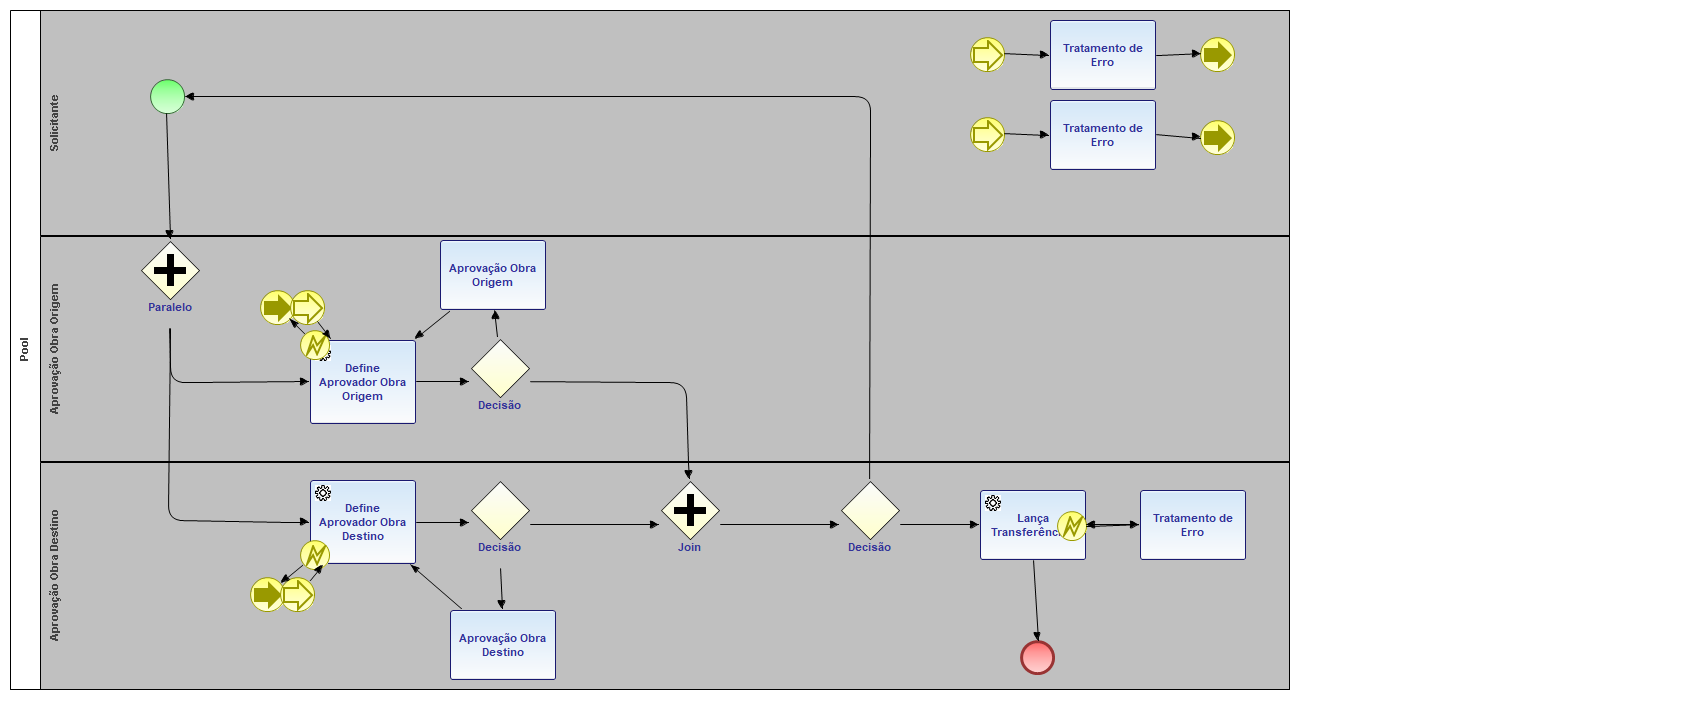 Pool
Solicitante
Tratamento de
Erro
Tratamento de
Erro
Aprovação Obra Origem
Paralelo
Aprovação Obra
Origem
Define
Aprovador Obra
Origem
Decisão
Aprovação Obra Destino
Define
Aprovador Obra
Destino
Decisão
Join
Decisão
Lança
Transferênc
Tratamento de
Erro
Aprovação Obra
Destino